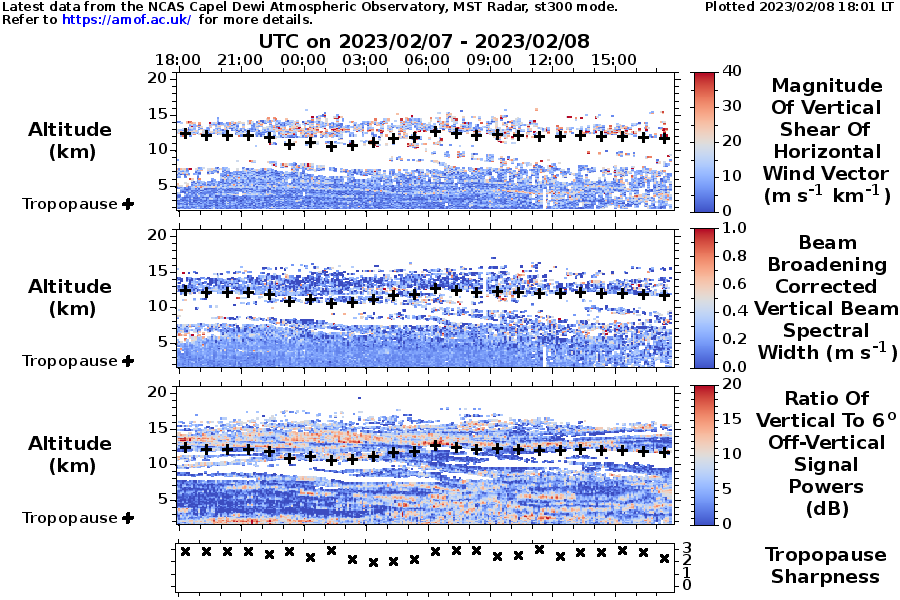 Latest data from the NCAS Capel Dewi Atmospheric Observatory, MST Radar, st300 mode.
Plotted 2023/02/08 18:01 LT
Refer to https://amof.ac.uk/ for more details.
UTC on 2023/02/07 - 2023/02/08
18:00 21:00 00:00 03:00 06:00 09:00 12:00 15:00
20
15
10
5
Altitude
(km)
Tropopause
40
30
20
10
0
Magnitude
Of Vertical
Shear Of
Horizontal
Wind Vector
(m s-1 km-1)
20
15
10
5
Altitude
(km)
Tropopause
1.0
0.8
0.6
0.4
0.2
0.0
Beam
Broadening
Corrected
Vertical Beam
Spectral
Width (m s-1)
20
15
10
5
Altitude
(km)
Tropopause
20
15
10
5
0
Ratio Of
Vertical To 6o
Off-Vertical
Signal
Powers
(dB)
3
2
1
0
Tropopause
Sharpness